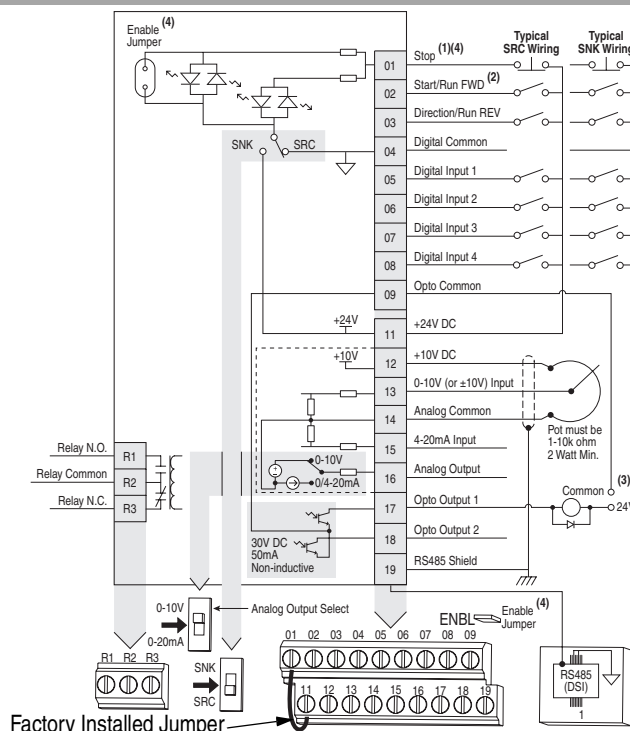 Enable (4)
Jumper
Typical
SRC Wiring
Typical
SNK Wiring
01 Stop (1)(4)
02 Start/Run FWD (2)
03 Direction/Run REV
SNK SRC
04 Digital Common
05 Digital Input 1
06 Digital Input 2
07 Digital Input 3
08 Digital Input 4
09 Opto Common
+24V 11 +24V DC
+10V 12 +10V DC
13 0-10V (or ±10V) Input
14 Analog Common
Pot must be
1-10k ohm
2 Watt Min.
15 4-20mA Input
Relay N.O. R1
Relay Common R2
Relay N.C. R3
0-10V
0/4-20mA
16 Analog Output
Common (3)
24V
17 Opto Output 1
18 Opto Output 2
30V DC
50mA
Non-inductive
19 RS485 Shield
0-10V
0-20mA
Analog Output Select
ENBL Enable (4)
Jumper
01 02 03 04 05 06 07 08 09
R1 R2 R3
SNK
SRC
11 12 13 14 15 16 17 18 19
RS485
(DSI)
1
Factory Installed Jumper